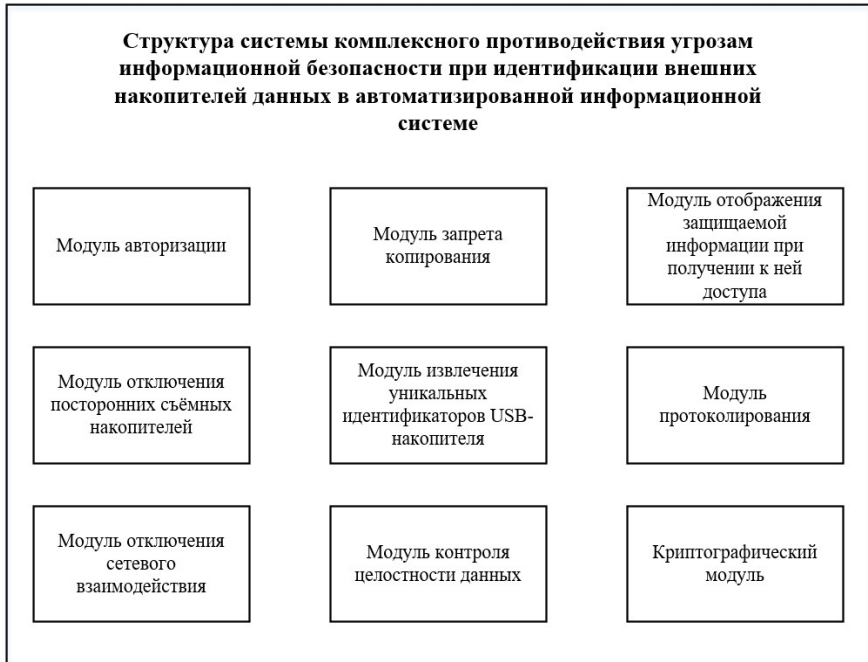 Структура системы комплексного противодействия угрозам
информационной безопасности при идентификации внешних
накопителей данных в автоматизированной информационной
системе
Модуль авторизации
Модуль запрета
копирования
Модуль отображения
защищаемой
информации при
получении к ней
доступа
Модуль отключения
посторонних съёмных
накопителей
Модуль извлечения
уникальных
идентификаторов USB-
накопителя
Модуль
протоколирования
Модуль отключения
сетевого
взаимодействия
Модуль контроля
целостности данных
Криптографический
модуль